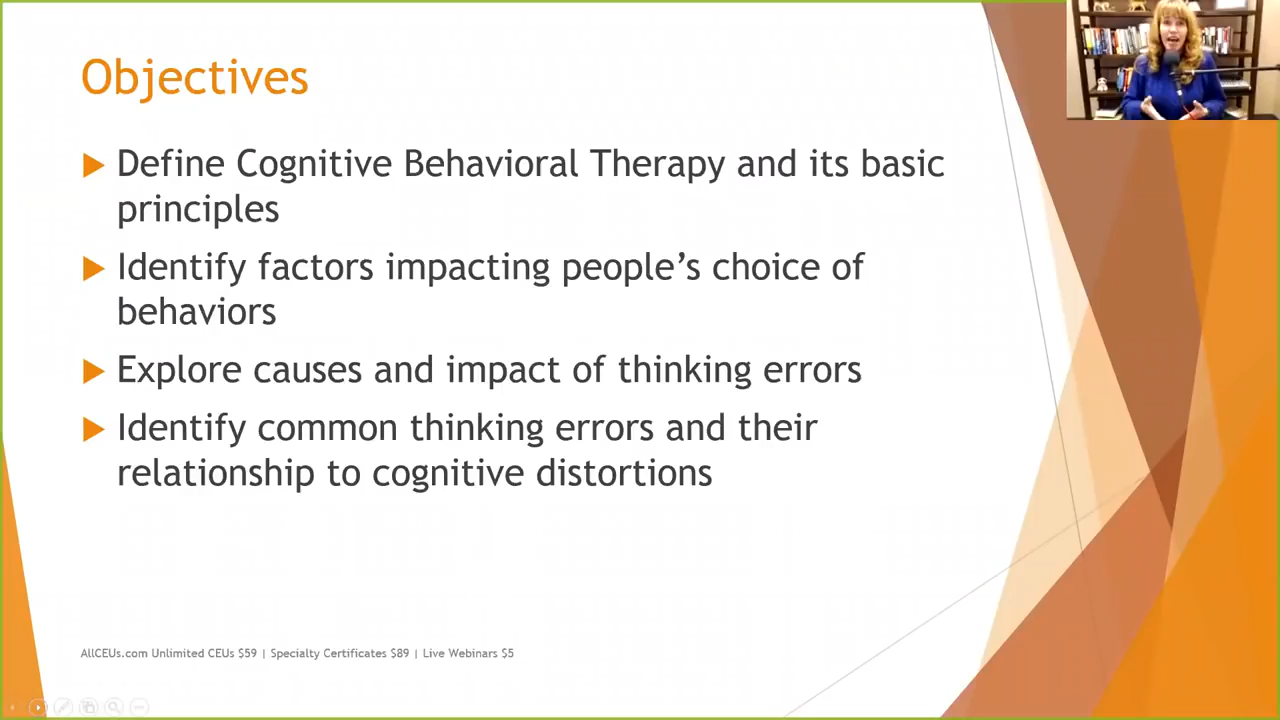 Objectives
Define Cognitive Behavioral Therapy and its basic
principles
Identify factors impacting people’s choice of
behaviors
Explore causes and impact of thinking errors
Identify common thinking errors and their
relationship to cognitive distortions
AllCEUs.com Unlimited CEUs $59 | Specialty Certificates $89 | Live Webinars $5